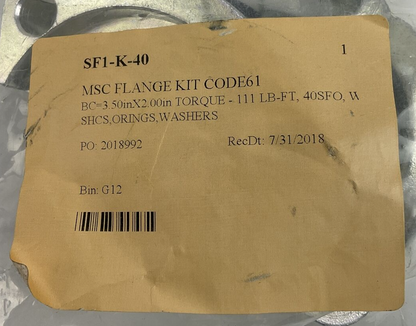 SF1-K-40
1
MSC FLANGE KIT CODE61
BC=3.50inX2.00in TORQUE - 111 LB-FT, 40SFO, W
SHCS,ORINGS,WASHERS
PO: 2018992
RecDt: 7/31/2018
Bin: G12